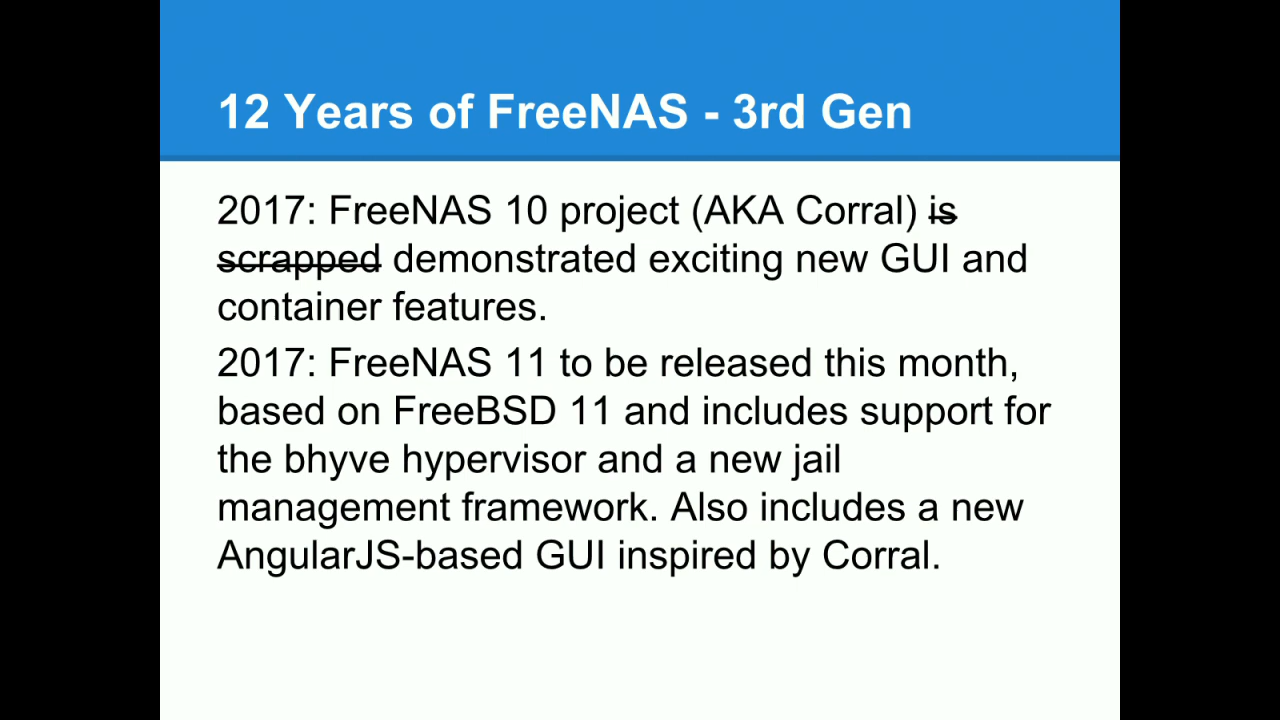 12 Years of FreeNAS - 3rd Gen
2017: FreeNAS 10 project (AKA Corral) is
scrapped demonstrated exciting new GUI and
container features.
2017: FreeNAS 11 to be released this month,
based on FreeBSD 11 and includes support for
the bhyve hypervisor and a new jail
management framework. Also includes a new
AngularJS-based GUI inspired by Corral.